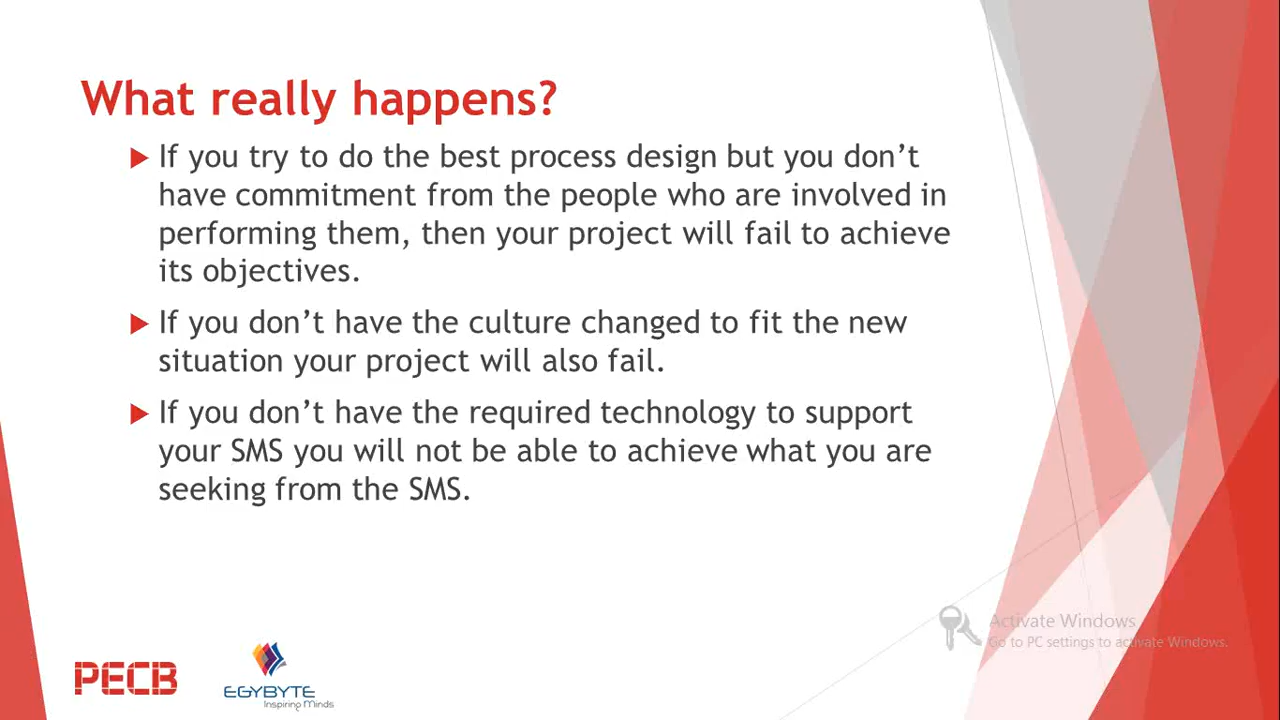 What really happens?
If you try to do the best process design but you don’t
have commitment from the people who are involved in
performing them, then your project will fail to achieve
its objectives.
If you don’t have the culture changed to fit the new
situation your project will also fail.
If you don’t have the required technology to support
your SMS you will not be able to achieve what you are
seeking from the SMS.
Activate Windows
Go to PC settings to activate Windows.
PECB
EGYBYTE
Inspiring Minds